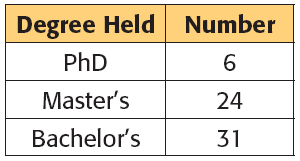 Degree Held Number
PhD 6
Master's 24
Bachelor's 31